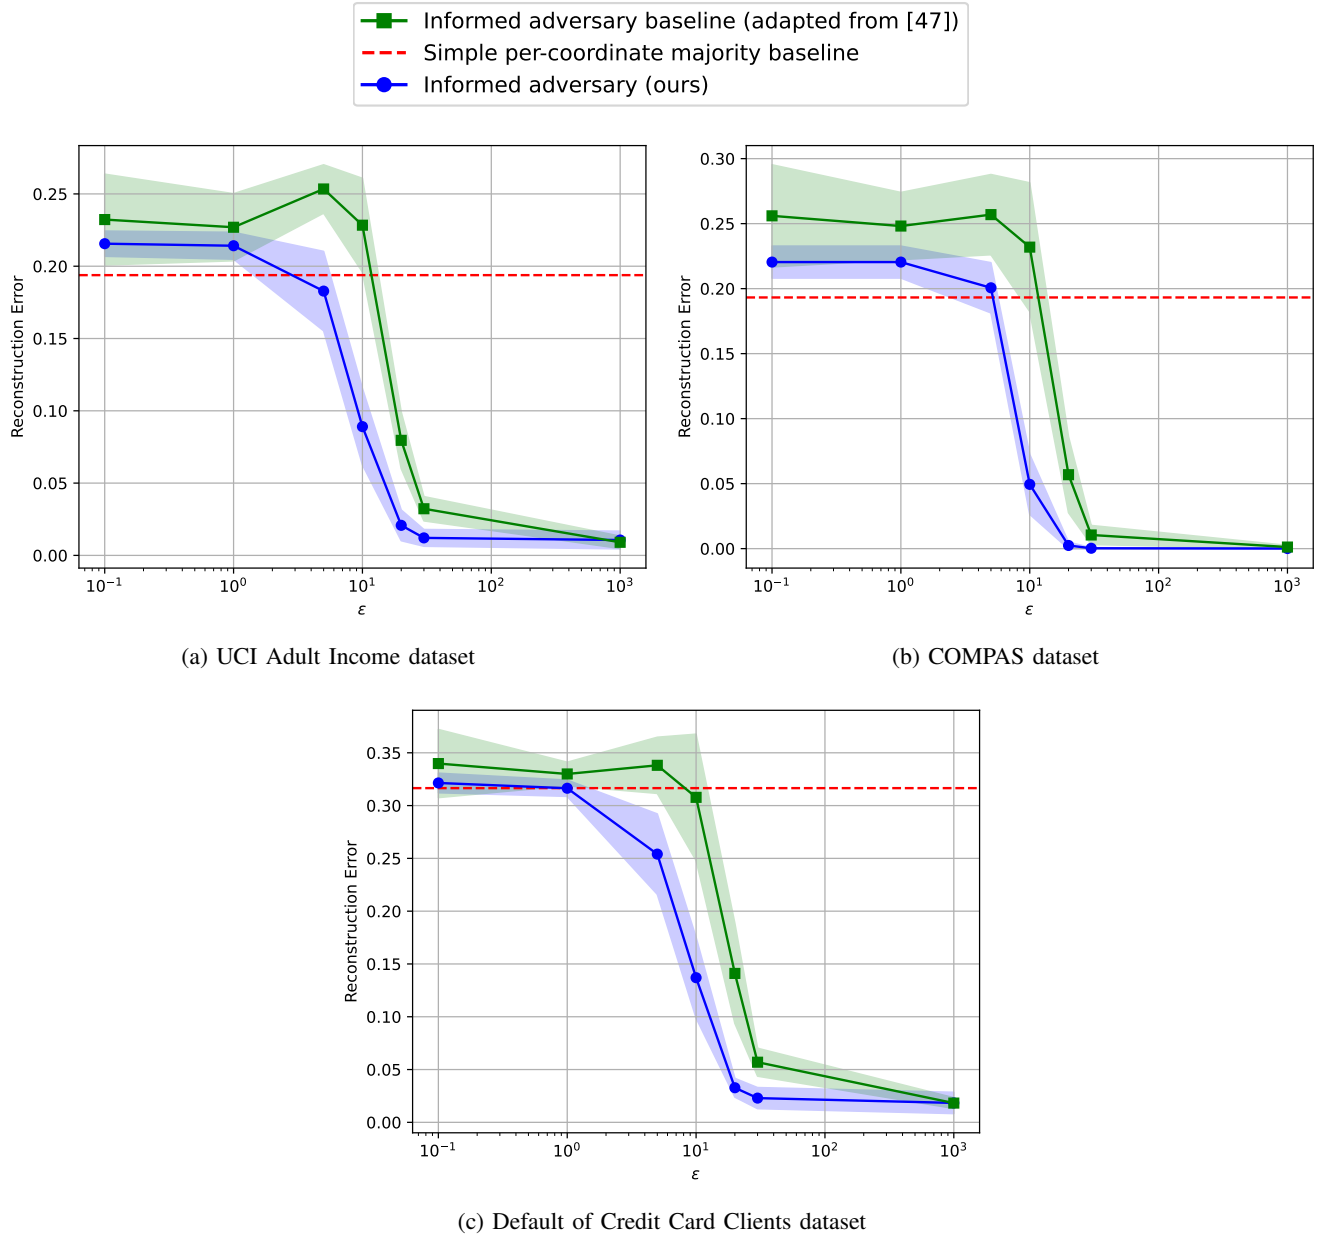 Informed adversary baseline (adapted from [47])
Simple per-coordinate majority baseline
Informed adversary (ours)
Reconstruction Error
0.25
0.20
0.15
0.10
0.05
0.00
10⁻¹ 10⁰ 10¹ 10² 10³
ε
(a) UCI Adult Income dataset
Reconstruction Error
0.30
0.25
0.20
0.15
0.10
0.05
0.00
10⁻¹ 10⁰ 10¹ 10² 10³
ε
(b) COMPAS dataset
Reconstruction Error
0.35
0.30
0.25
0.20
0.15
0.10
0.05
0.00
10⁻¹ 10⁰ 10¹ 10² 10³
ε
(c) Default of Credit Card Clients dataset